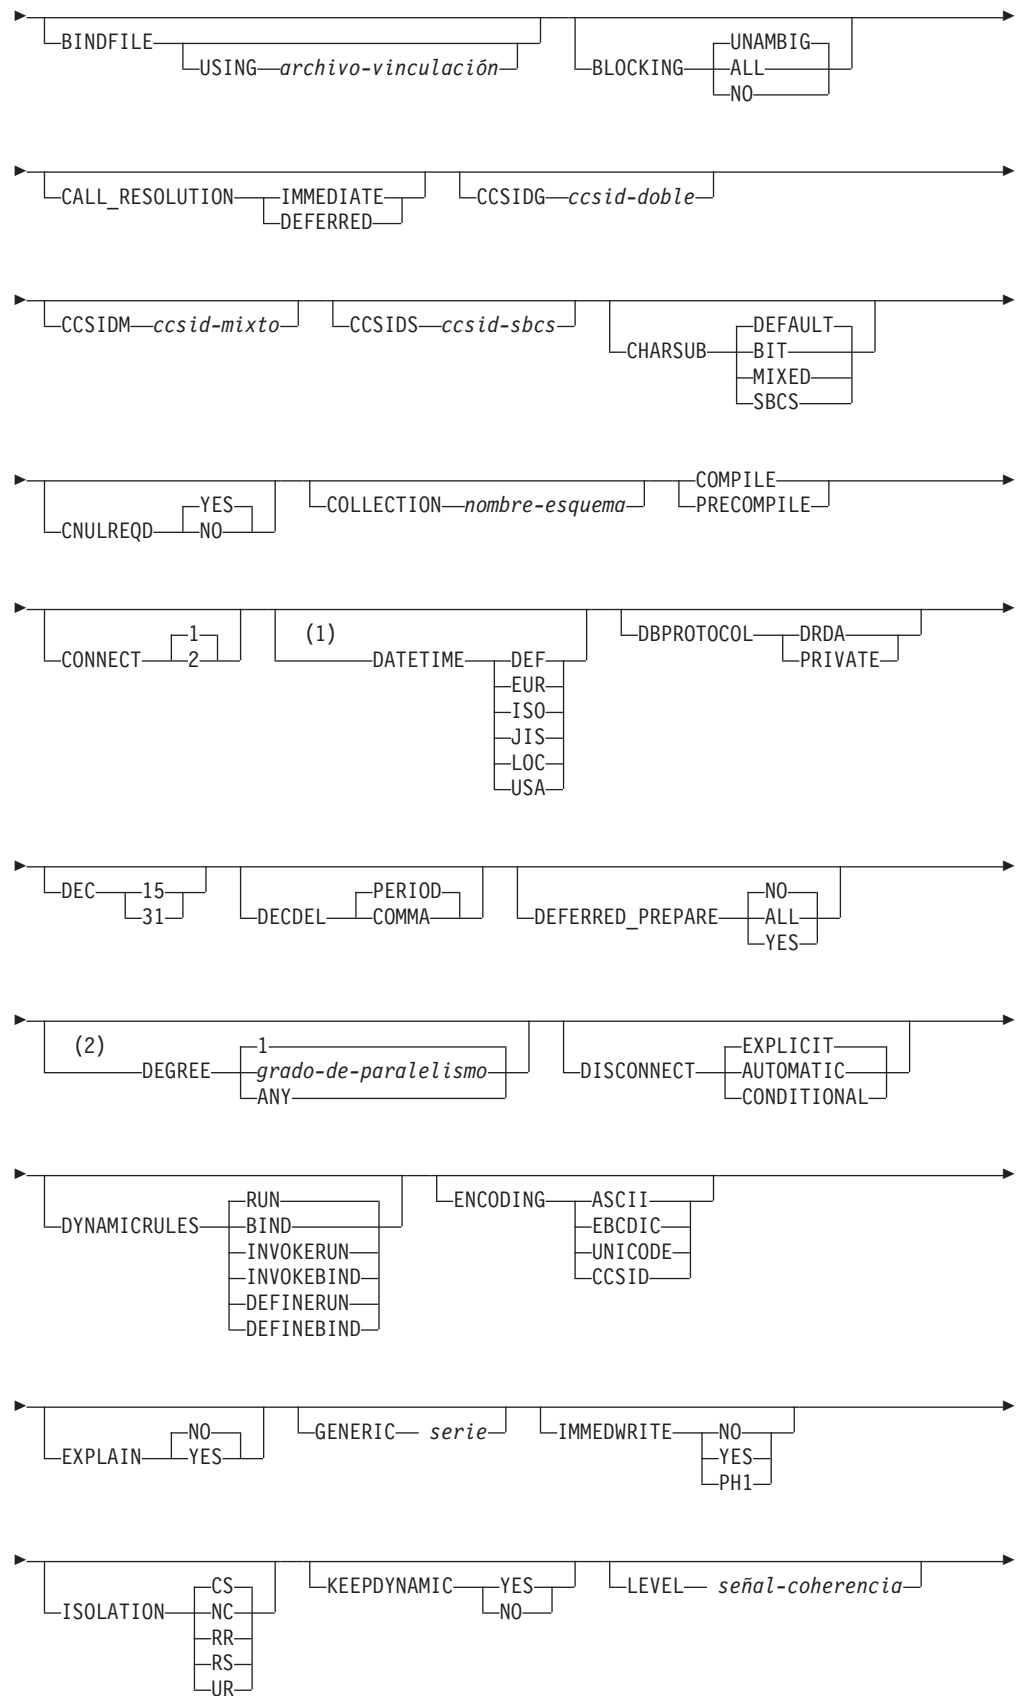 BINDFILE USING archivo-vinculación BLOCKING UNAMBIG
ALL
NO
CALL_RESOLUTION IMMEDIATE
DEFERRED
CCSIDG ccsid-doble
CCSIDM ccsid-mixto CCSIDS ccsid-sbcs CHARSUB DEFAULT
BIT
MIXED
SBCS
CNULREQD YES
NO
COLLECTION nombre-esquema COMPILE
PRECOMPILE
CONNECT 1
2
(1)
DATETIME DEF
EUR
ISO
JIS
LOC
USA
DBPROTOCOL DRDA
PRIVATE
DEC 15
31
DECDEL PERIOD
COMMA
DEFERRED_PREPARE NO
ALL
YES
(2)
DEGREE 1
grado-de-paralelismo
ANY
DISCONNECT EXPLICIT
AUTOMATIC
CONDITIONAL
DYNAMICRULES RUN
BIND
INVOKERUN
INVOKEBIND
DEFINERUN
DEFINEBIND
ENCODING ASCII
EBCDIC
UNICODE
CCSID
EXPLAIN NO
YES
GENERIC serie IMMEDWRITE NO
YES
PH1
ISOLATION CS
NC
RR
RS
UR
KEEPDYNAMIC YES
NO
LEVEL señal-coherencia